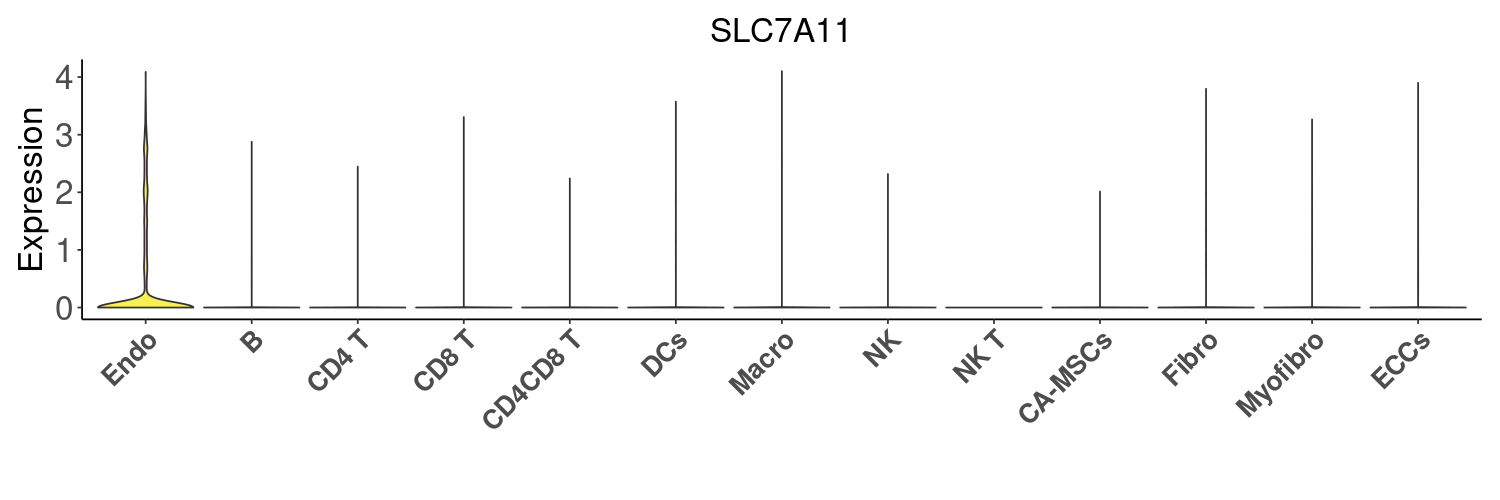 SLC7A11
Expression
4
3
2
1
0
Endo
B
CD4 T
CD8 T
CD4CD8 T
DCs
Macro
NK
NK T
CA-MSCs
Fibro
Myofibro
ECCs